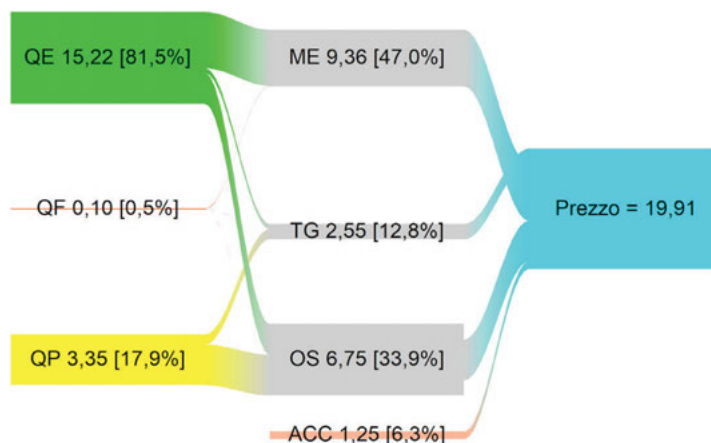 QE 15,22 [81,5%]
ME 9,36 [47,0%]
QF 0,10 [0,5%]
Prezzo = 19,91
TG 2,55 [12,8%]
QP 3,35 [17,9%]
OS 6,75 [33,9%]
ACC 1,25 [6,3%]